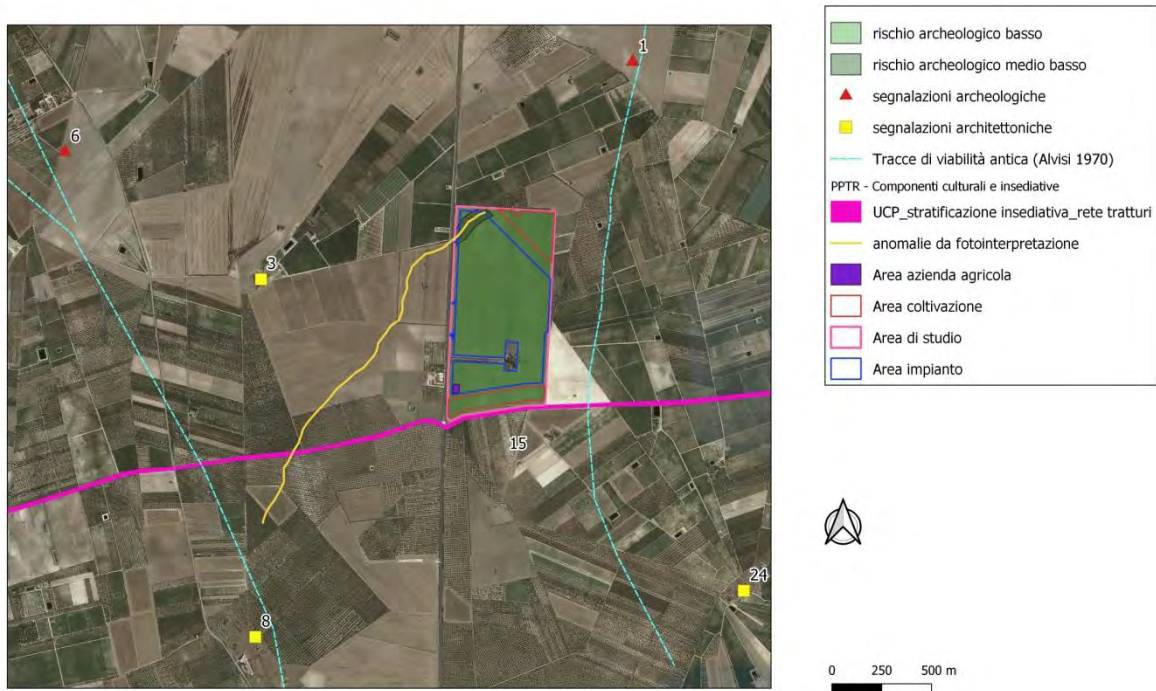 1
6
3
15
24
8
rischio archeologico basso
rischio archeologico medio basso
segnalazioni archeologiche
segnalazioni architettoniche
Tracce di viabilità antica (Alvisi 1970)
PPTR - Componenti culturali e insediative
UCP_stratificazione insediativa_rete tratturi
anomalie da fotointerpretazione
Area azienda agricola
Area coltivazione
Area di studio
Area impianto
0 250 500 m